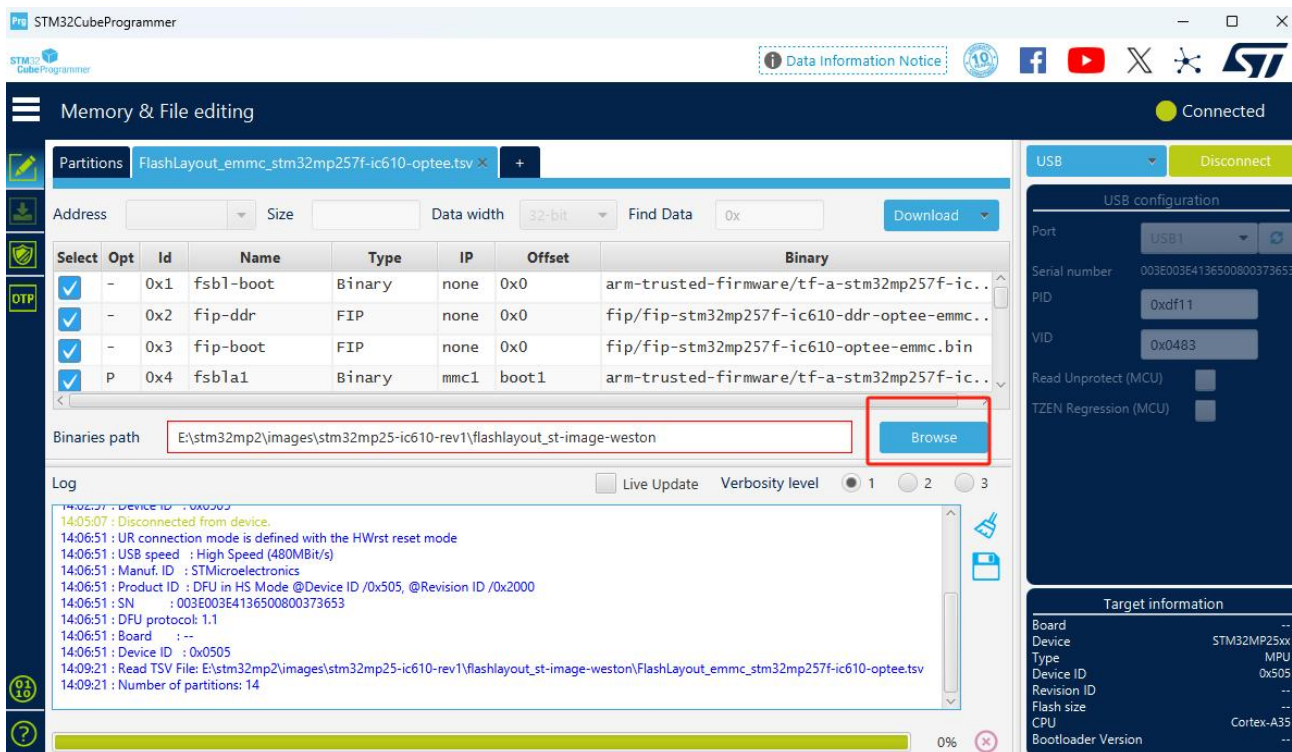 Prg STM32CubeProgrammer
STM32 CubeProgrammer
Data Information Notice
Memory & File editing
Connected
Partitions FlashLayout_emmc_stm32mp257f-ic610-optee.tsv × +
USB Disconnect
Address Size Data width 32-bit Find Data 0x Download
Select Opt Id Name Type IP Offset Binary
- 0x1 fsbl-boot Binary none 0x0 arm-trusted-firmware/tf-a-stm32mp257f-ic..
- 0x2 fip-ddr FIP none 0x0 fip/fip-stm32mp257f-ic610-ddr-optee-emmc..
- 0x3 fip-boot FIP none 0x0 fip/fip-stm32mp257f-ic610-optee-emmc.bin
P 0x4 fsbla1 Binary mmc1 boot1 arm-trusted-firmware/tf-a-stm32mp257f-ic..
Binaries path E:\stm32mp2\images\stm32mp25-ic610-rev1\flashlayout_st-image-weston Browse
Log Live Update Verbosity level 1 2 3
14:02:57 : Device ID : 0x0505
14:05:07 : Disconnected from device.
14:06:51 : UR connection mode is defined with the HWrst reset mode
14:06:51 : USB speed : High Speed (480MBit/s)
14:06:51 : Manuf. ID : STMicroelectronics
14:06:51 : Product ID : DFU in HS Mode @Device ID /0x505, @Revision ID /0x2000
14:06:51 : SN : 003E003E4136500800373653
14:06:51 : DFU protocol: 1.1
14:06:51 : Board : --
14:06:51 : Device ID : 0x0505
14:09:21 : Read TSV File: E:\stm32mp2\images\stm32mp25-ic610-rev1\flashlayout_st-image-weston\FlashLayout_emmc_stm32mp257f-ic610-optee.tsv
14:09:21 : Number of partitions: 14
0%
OTP
USB configuration
Port USB1
Serial number 003E003E4136500800373653
PID 0xdf11
VID 0x0483
Read Unprotect (MCU)
TZEN Regression (MCU)
Target information
Board --
Device STM32MP25xx
Type MPU
Device ID 0x505
Revision ID --
Flash size --
CPU Cortex-A35
Bootloader Version --